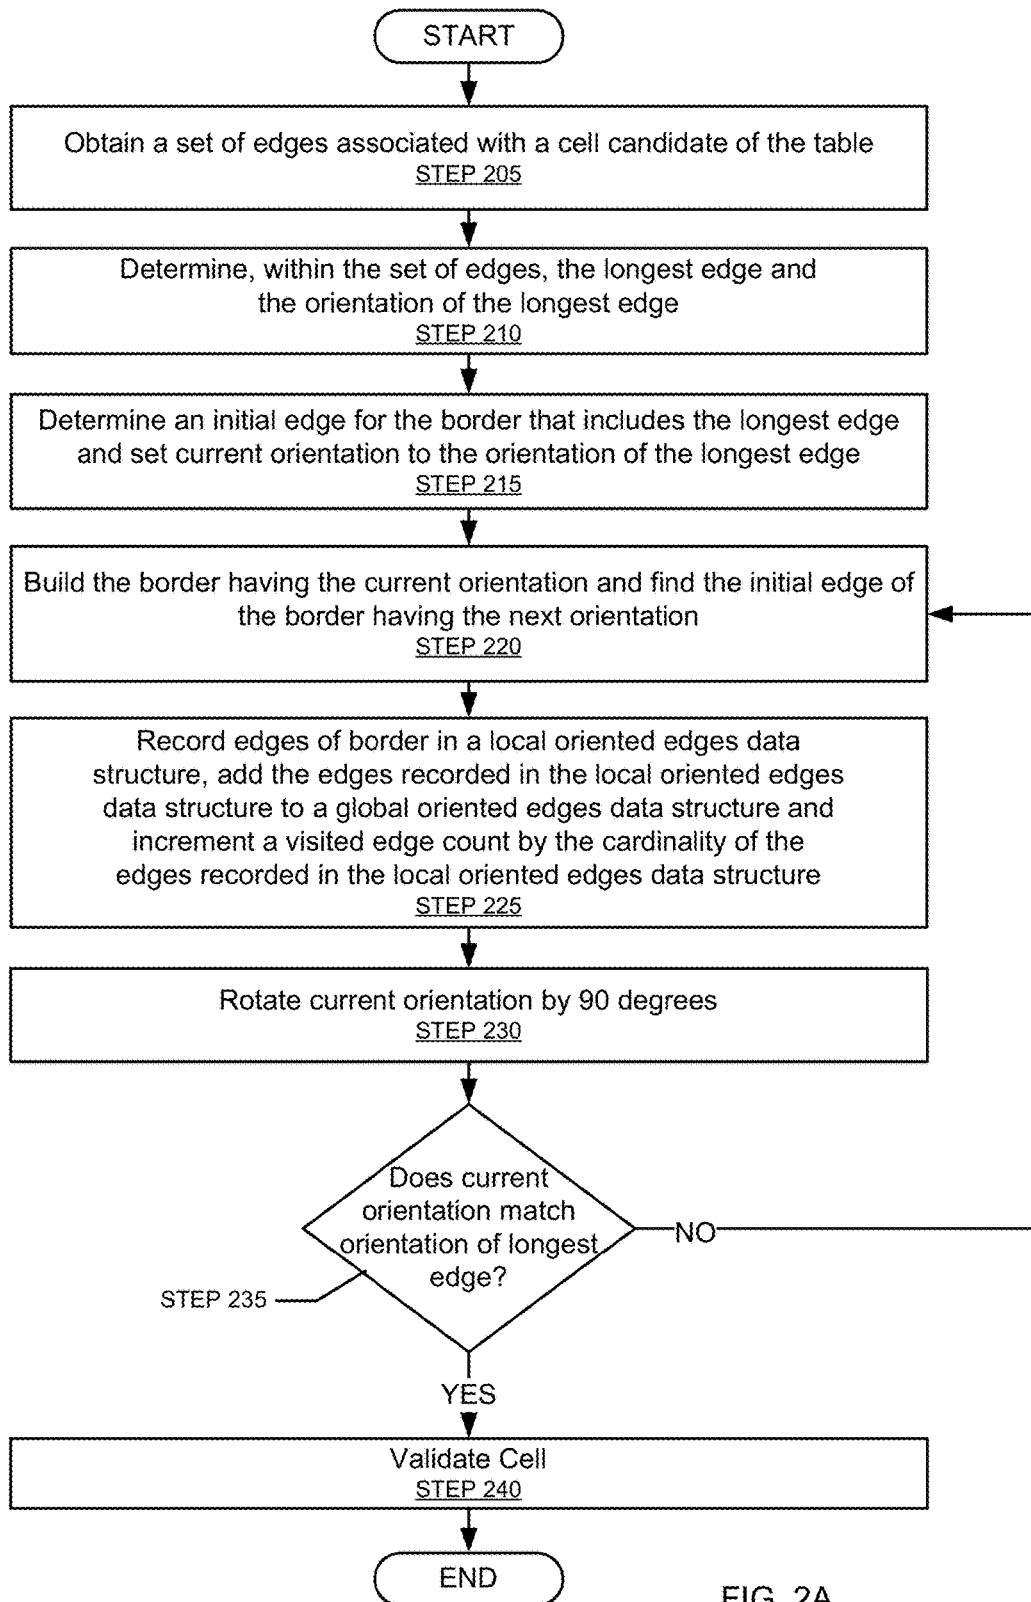 START
Obtain a set of edges associated with a cell candidate of the table
STEP 205
Determine, within the set of edges, the longest edge and
the orientation of the longest edge
STEP 210
Determine an initial edge for the border that includes the longest edge
and set current orientation to the orientation of the longest edge
STEP 215
Build the border having the current orientation and find the initial edge of
the border having the next orientation
STEP 220
Record edges of border in a local oriented edges data
structure, add the edges recorded in the local oriented edges
data structure to a global oriented edges data structure and
increment a visited edge count by the cardinality of the
edges recorded in the local oriented edges data structure
STEP 225
Rotate current orientation by 90 degrees
STEP 230
Does current
orientation match
orientation of longest
edge?
NO
STEP 235
YES
Validate Cell
STEP 240
END
FIG. 2A